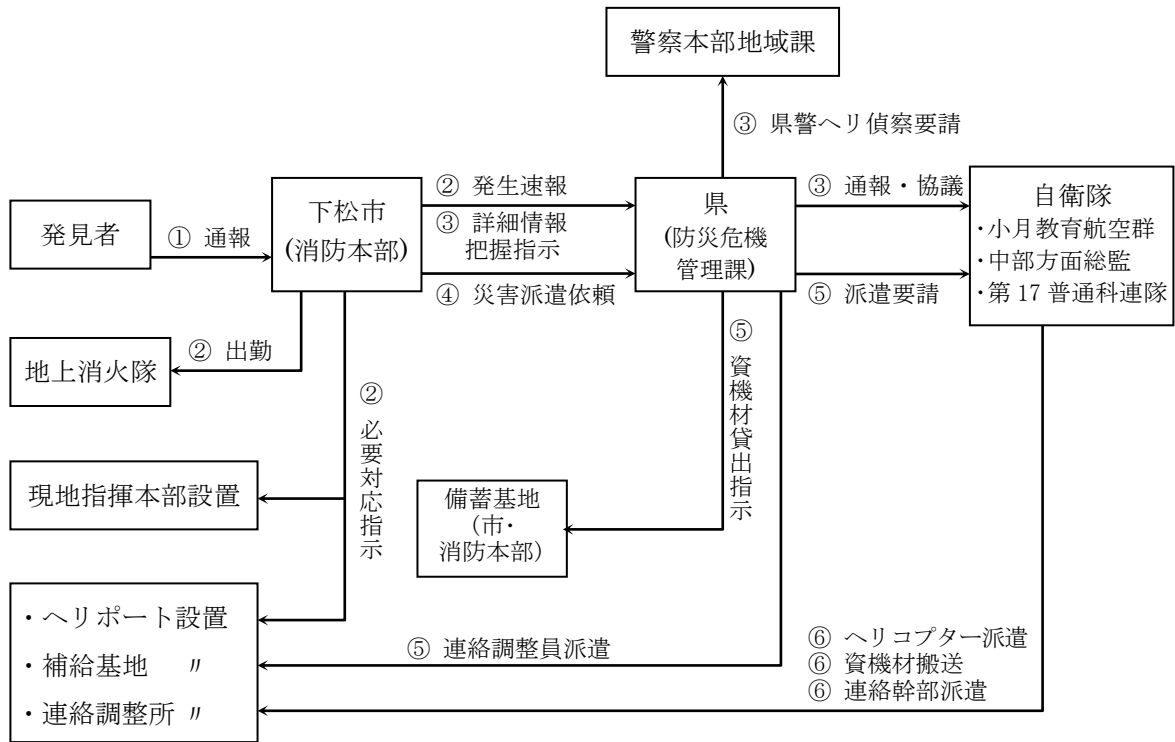 警察本部地域課
③ 県警ヘリ偵察要請
発見者
① 通報
下松市
(消防本部)
② 発生速報
③ 詳細情報
把握指示
④ 災害派遣依頼
県
(防災危機
管理課)
③ 通報・協議
⑤ 派遣要請
自衛隊
・小月教育航空群
・中部方面総監
・第 17 普通科連隊
地上消火隊
② 出勤
② 必要対応指示
⑤ 資機材貸出指示
現地指揮本部設置
備蓄基地
(市・
消防本部)
・ヘリポート設置
・補給基地 〃
・連絡調整所 〃
⑤ 連絡調整員派遣
⑥ ヘリコプター派遣
⑥ 資機材搬送
⑥ 連絡幹部派遣